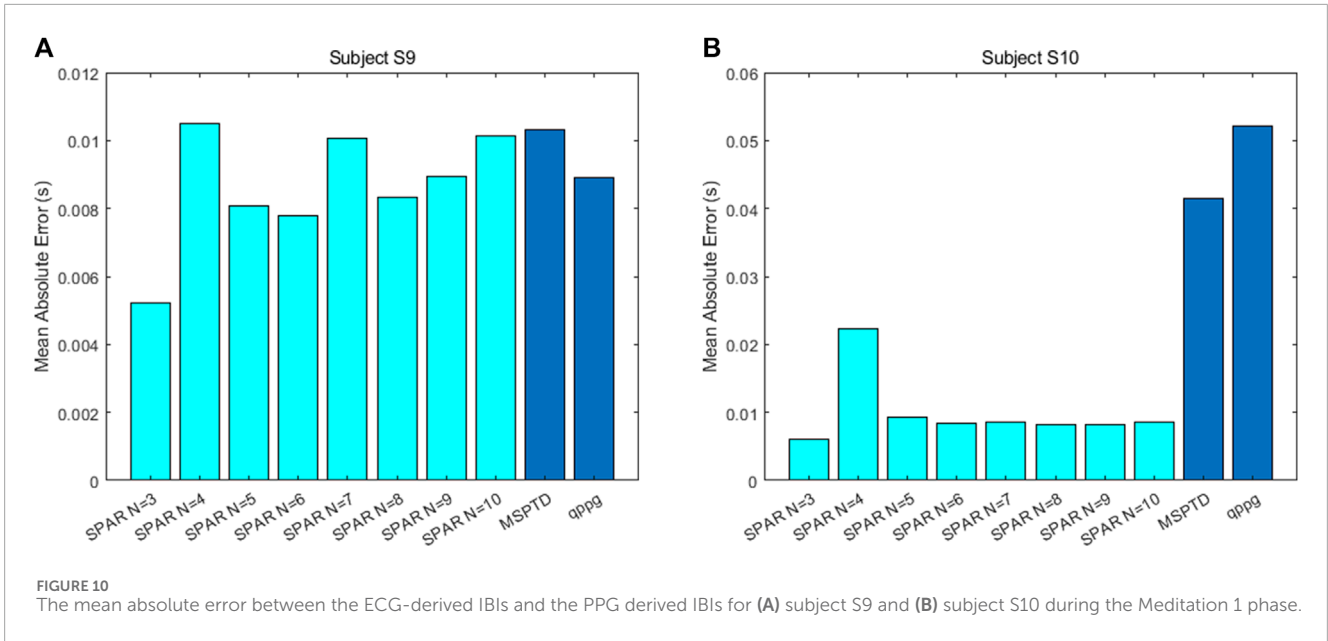 A
Subject S9
0.012
0.01
0.008
0.006
0.004
0.002
0
Mean Absolute Error (s)
SPAR N=3
SPAR N=4
SPAR N=5
SPAR N=6
SPAR N=7
SPAR N=8
SPAR N=9
SPAR N=10
MSPTD
qppg
B
Subject S10
0.06
0.05
0.04
0.03
0.02
0.01
0
Mean Absolute Error (s)
SPAR N=3
SPAR N=4
SPAR N=5
SPAR N=6
SPAR N=7
SPAR N=8
SPAR N=9
SPAR N=10
MSPTD
qppg
FIGURE 10
The mean absolute error between the ECG-derived IBIs and the PPG derived IBIs for (A) subject S9 and (B) subject S10 during the Meditation 1 phase.